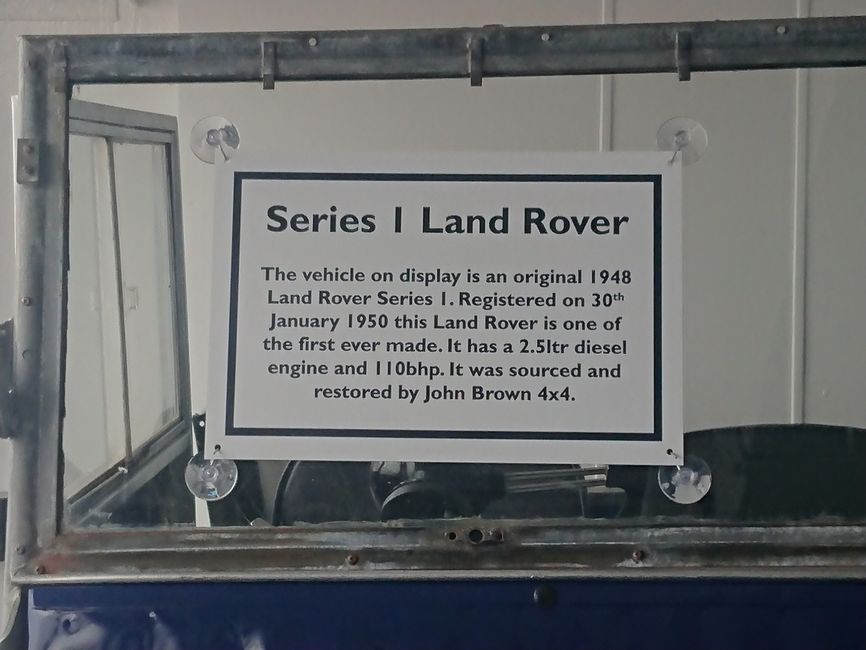 Series 1 Land Rover
The vehicle on display is an original 1948
Land Rover Series 1. Registered on 30th
January 1950 this Land Rover is one of
the first ever made. It has a 2.5ltr diesel
engine and 110bhp. It was sourced and
restored by John Brown 4x4.